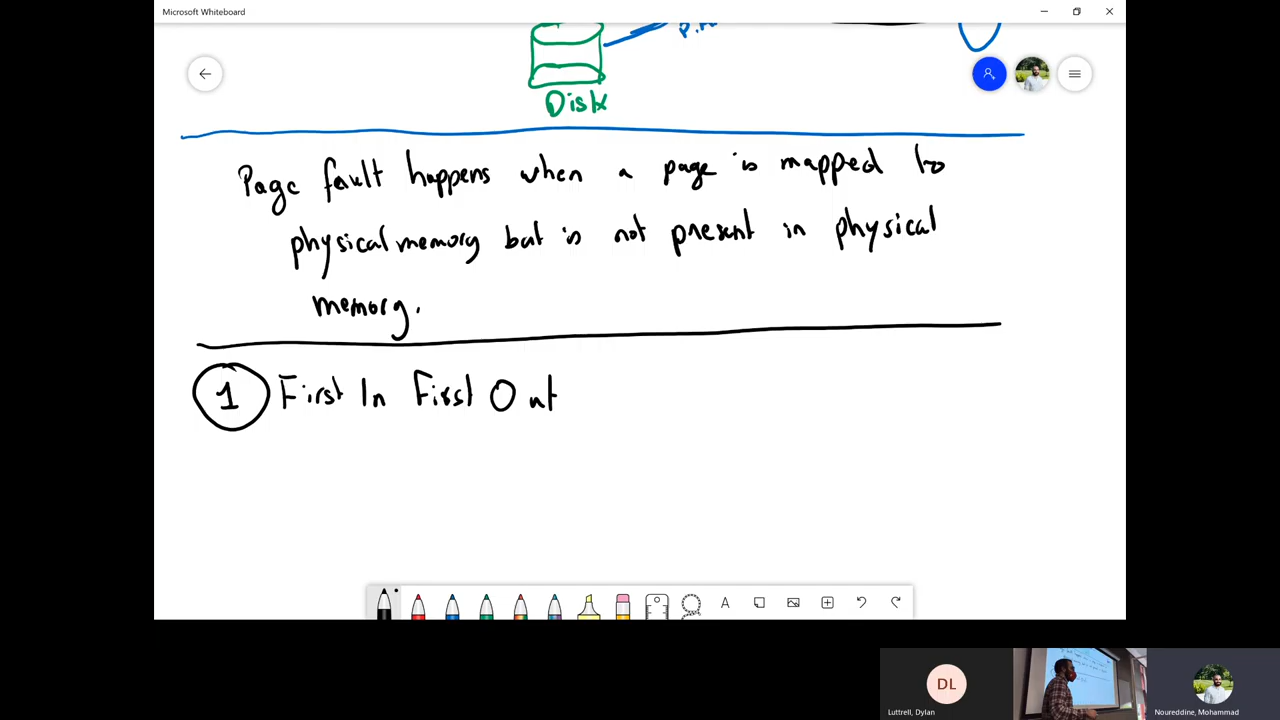 Microsoft Whiteboard
Disk
Page fault happens when a page is mapped to
physical memory but is not present in physical
memory.
1 First In First Out
A
DL
Luttrell, Dylan
Noureddine, Mohammad